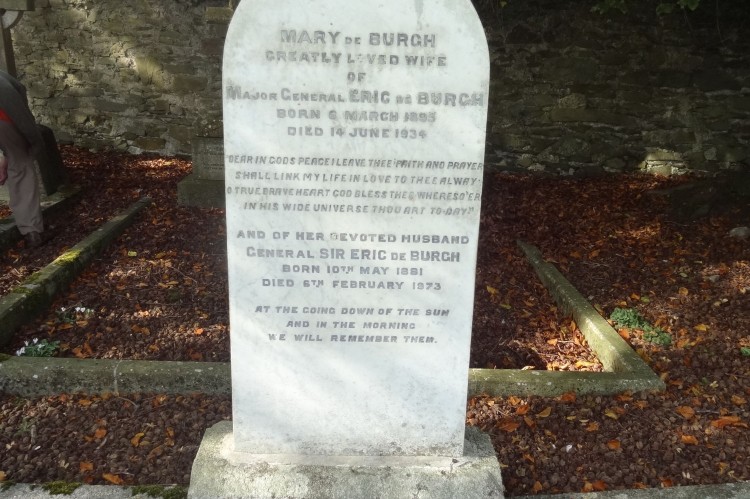 MARY DE BURGH
GREATLY LOVED WIFE
OF
MAJOR GENERAL ERIC DE BURGH
BORN 6 MARCH 1885
DIED 14 JUNE 1934
"DEAR IN GODS PEACE I LEAVE THEE. FAITH AND PRAYER
SHALL LINK MY LIFE IN LOVE TO THEE ALWAY
O TRUE BRAVE HEART GOD BLESS THEE WHERESO'ER
IN HIS WIDE UNIVERSE THOU ART TO-DAY."
AND OF HER DEVOTED HUSBAND
GENERAL SIR ERIC DE BURGH
BORN 10TH MAY 1881
DIED 6TH FEBRUARY 1973
AT THE GOING DOWN OF THE SUN
AND IN THE MORNING
WE WILL REMEMBER THEM.